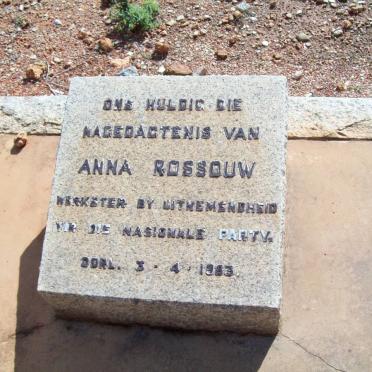 ONS HULDIG DIE
NAGEDAGTENIS VAN
ANNA ROSSOUW
WERKSTER BY UITNEMENDHEID
VIR DIE NASIONALE PARTY.
OORL. 3 - 4 - 1963.